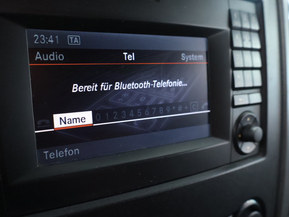 23:41 TA
Audio Tel System
Bereit für Bluetooth-Telefonie...
Name
Telefon